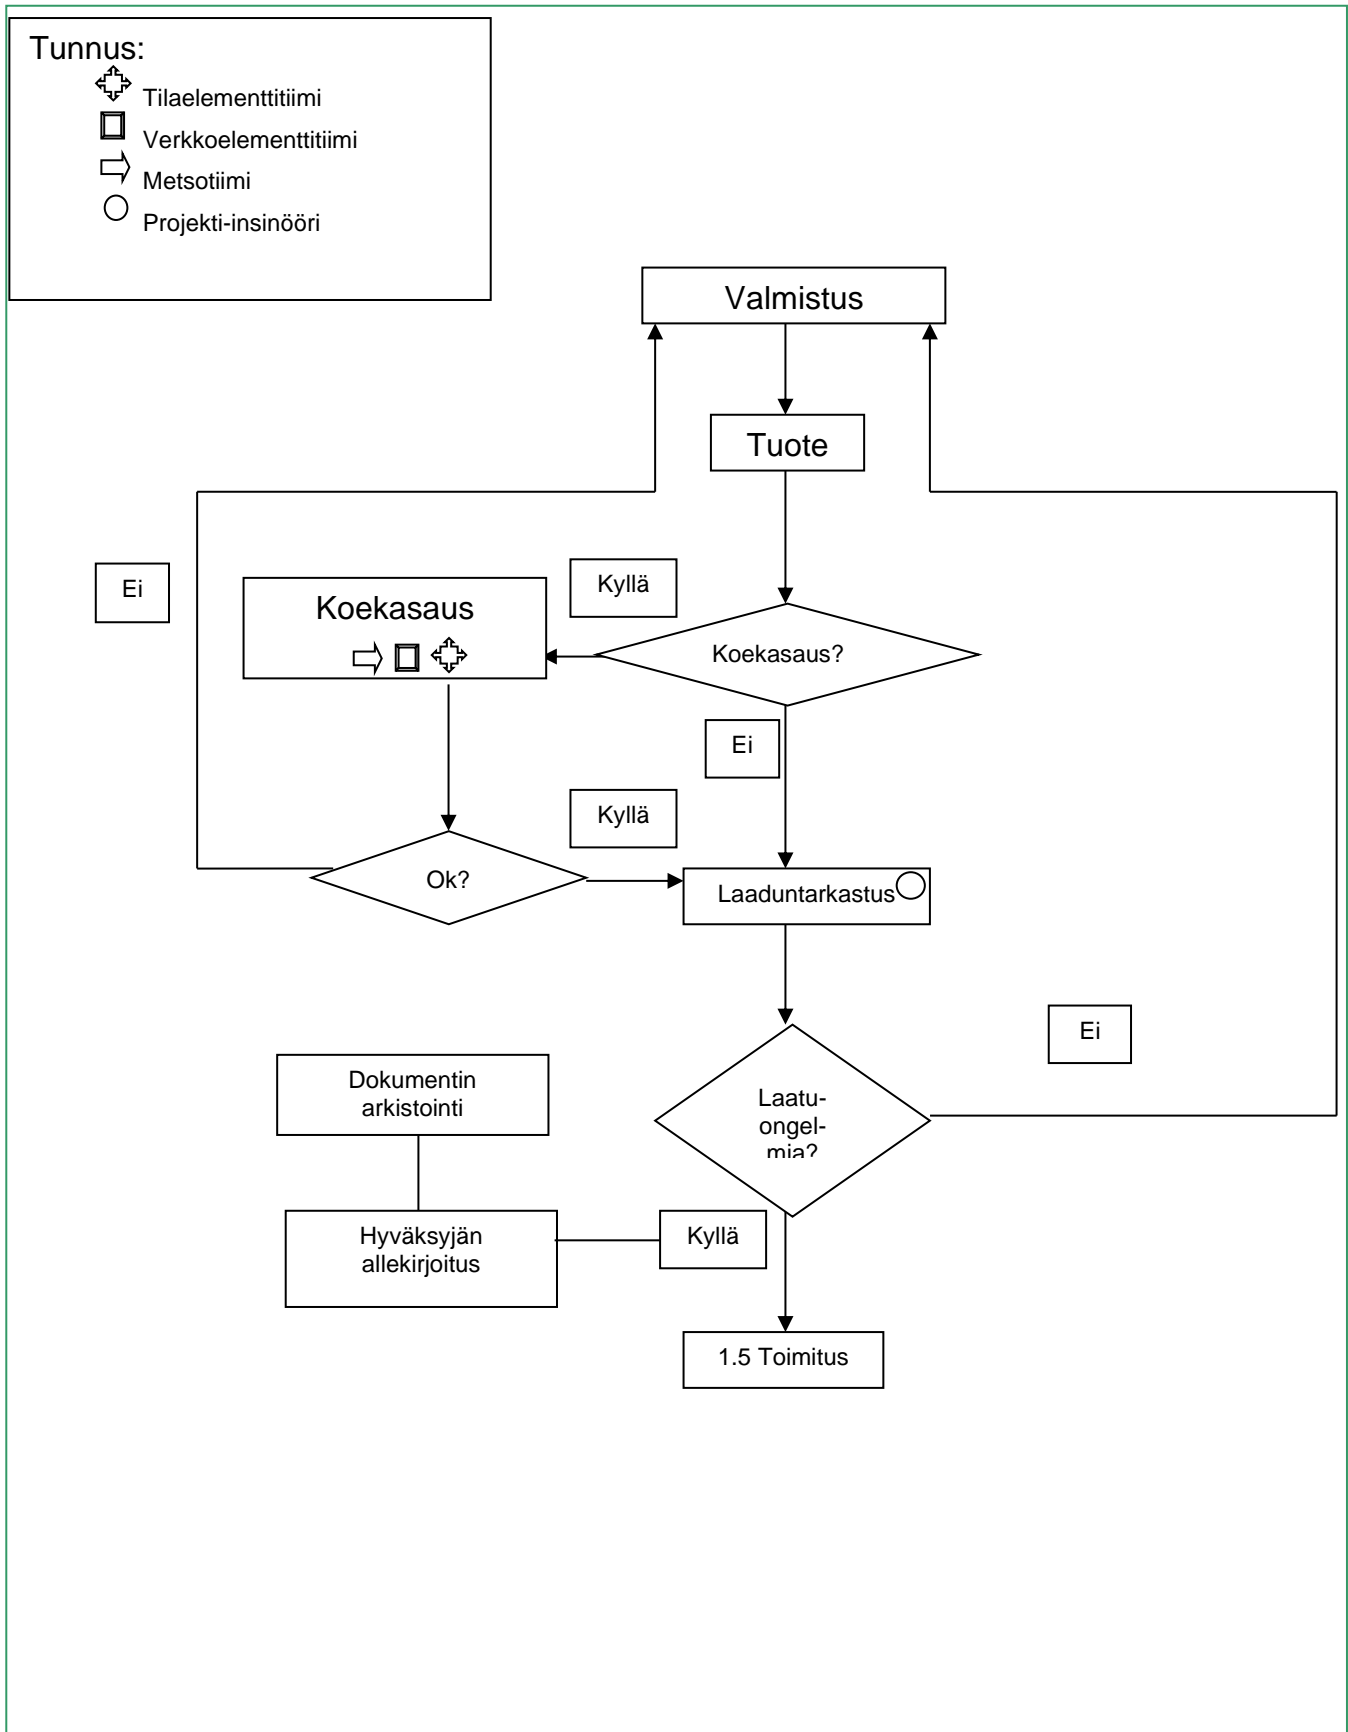 Tunnus:
Tilaelementtitiimi
Verkkoelementtitiimi
Metsotiimi
Projekti-insinööri
Valmistus
Tuote
Ei
Koekasaus
Kyllä
Koekasaus?
Ei
Kyllä
Ok?
Laaduntarkastus
Ei
Dokumentin
arkistointi
Laatu-
ongel-
mia?
Hyväksyjän
allekirjoitus
Kyllä
1.5 Toimitus